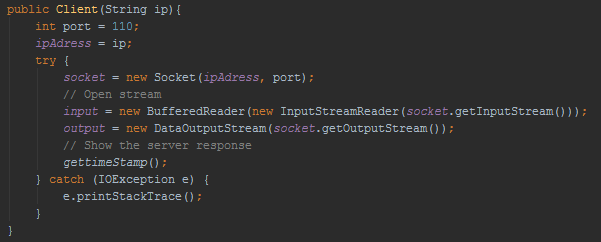 public Client(String ip){
    int port = 110;
    ipAdress = ip;
    try {
        socket = new Socket(ipAdress, port);
        // Open stream
        input = new BufferedReader(new InputStreamReader(socket.getInputStream()));
        output = new DataOutputStream(socket.getOutputStream());
        // Show the server response
        gettimeStamp();
    } catch (IOException e) {
        e.printStackTrace();
    }
}